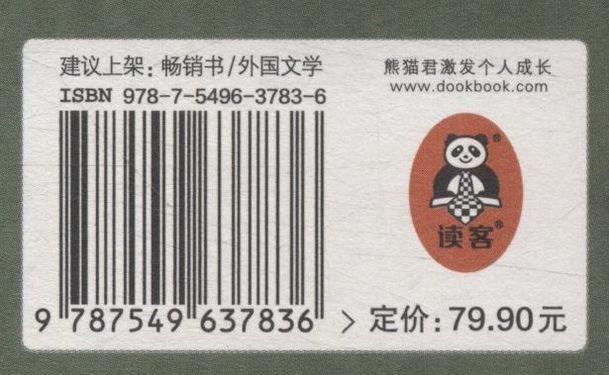 建议上架：畅销书/外国文学
ISBN 978-7-5496-3783-6
熊猫君激发个人成长
www.dookbook.com
®
读客®
9 787549 637836 >
定价：79.90元